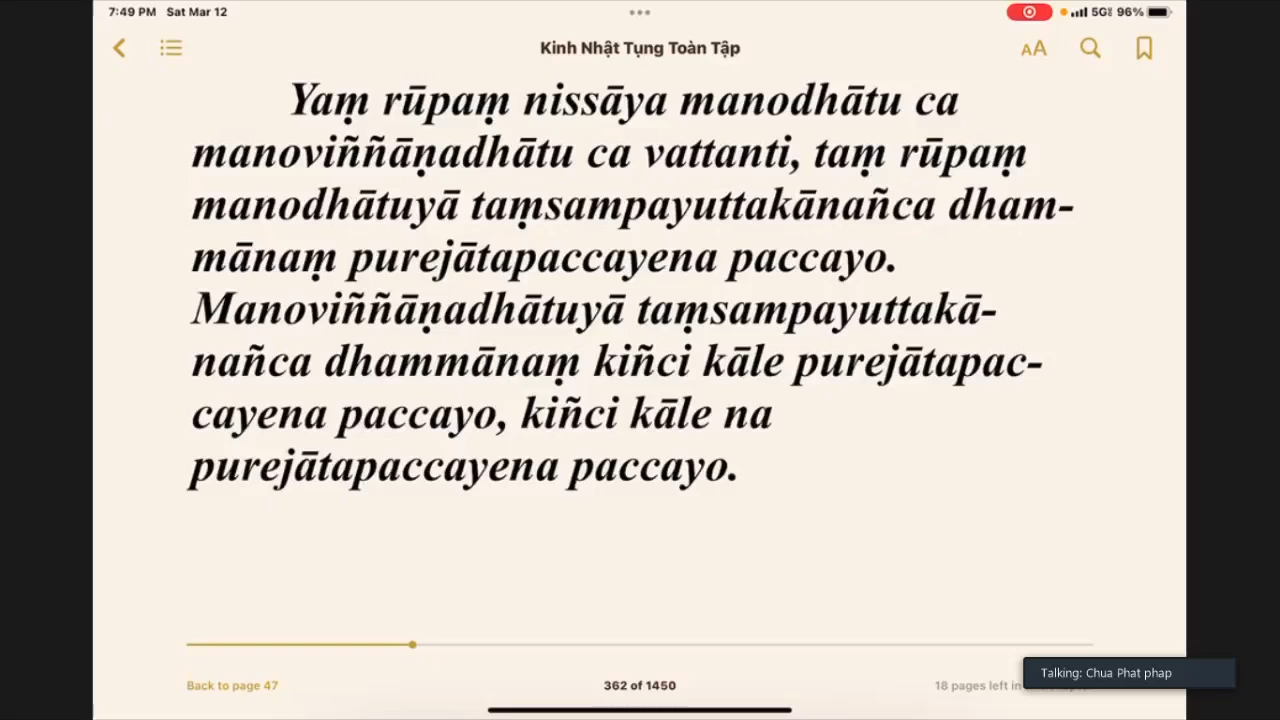 7:49 PM Sat Mar 12
96%
Kinh Nhật Tụng Toàn Tập
AA
Yaṃ rūpaṃ nissāya manodhātu ca
manoviññāṇadhātu ca vattanti, taṃ rūpaṃ
manodhātuyā taṃsampayuttakānañca dham-
mānaṃ purejātapaccayena paccayo.
Manoviññāṇadhātuyā taṃsampayuttakā-
nañca dhammānaṃ kiñci kāle purejātapac-
cayena paccayo, kiñci kāle na
purejātapaccayena paccayo.
Back to page 47
362 of 1450
18 pages left in
Talking: Chua Phat phap